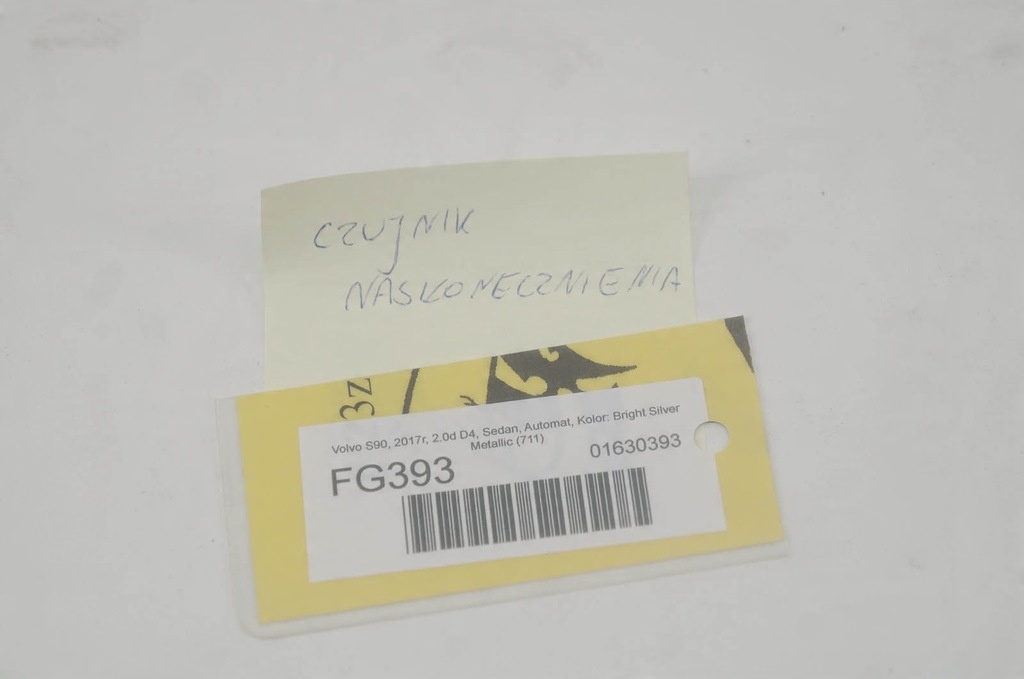 CZUJNIK
NASKONECZNIENIA
3z
Volvo S90, 2017r, 2.0d D4, Sedan, Automat, Kolor: Bright Silver
Metallic (711)
FG393
01630393